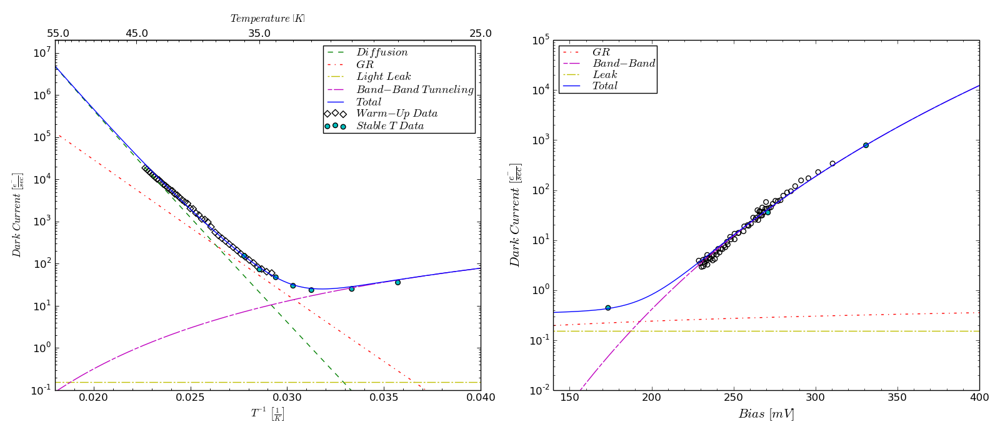 Temperature [K]
55.0 45.0 35.0 25.0
10^7
10^6
10^5
10^4
10^3
10^2
10^1
10^0
10^-1
Dark Current [e^-/sec]
Diffusion
GR
Light Leak
Band-Band Tunneling
Total
Warm-Up Data
Stable T Data
0.020 0.025 0.030 0.035 0.040
T^-1 [1/K]
10^5
10^4
10^3
10^2
10^1
10^0
10^-1
10^-2
Dark Current [e^-/sec]
GR
Band-Band
Leak
Total
150 200 250 300 350 400
Bias [mV]